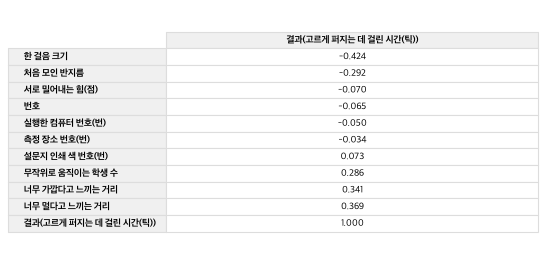 결과(고르게 퍼지는 데 걸린 시간(틱))
한 걸음 크기 -0.424
처음 모인 반지름 -0.292
서로 밀어내는 힘(점) -0.070
번호 -0.065
실행한 컴퓨터 번호(번) -0.050
측정 장소 번호(번) -0.034
설문지 인쇄 색 번호(번) 0.073
무작위로 움직이는 학생 수 0.286
너무 가깝다고 느끼는 거리 0.341
너무 멀다고 느끼는 거리 0.369
결과(고르게 퍼지는 데 걸린 시간(틱)) 1.000